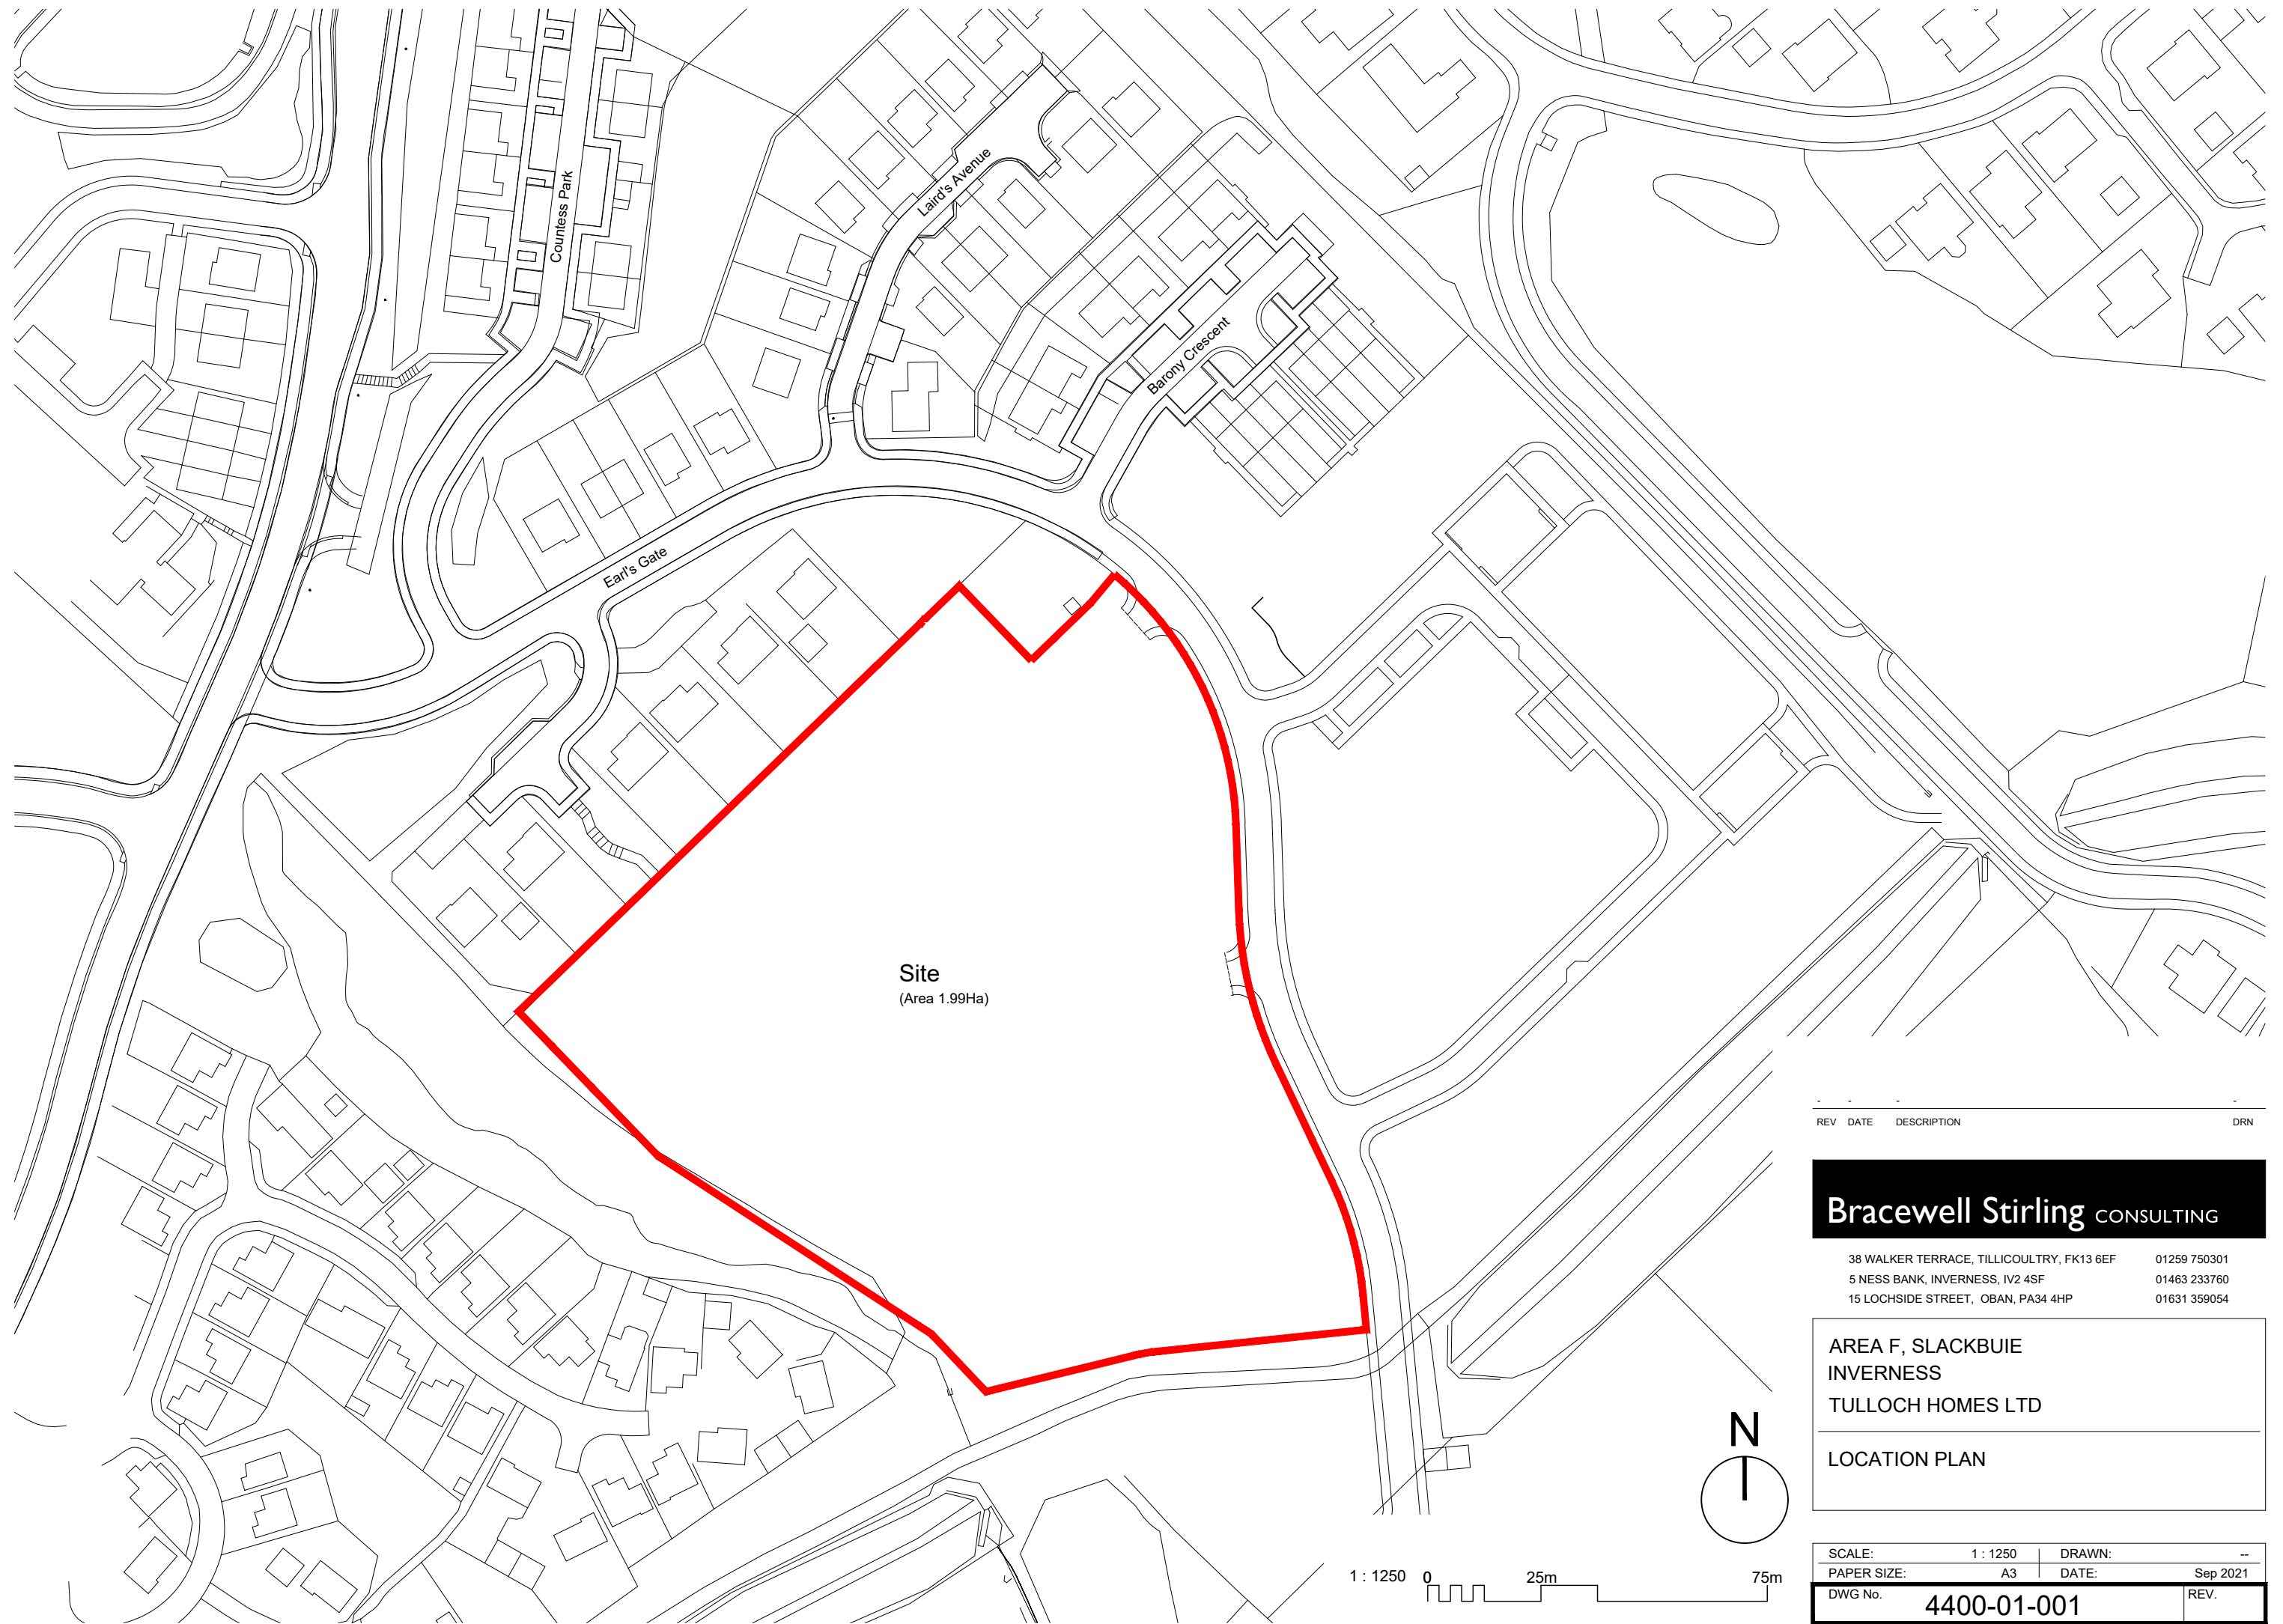 Countess Park
Laird's Avenue
Barony Crescent
Earl's Gate
Site
(Area 1.99Ha)
- - - -
REV DATE DESCRIPTION DRN
Bracewell Stirling CONSULTING
38 WALKER TERRACE, TILLICOULTRY, FK13 6EF 01259 750301
5 NESS BANK, INVERNESS, IV2 4SF 01463 233760
15 LOCHSIDE STREET, OBAN, PA34 4HP 01631 359054
AREA F, SLACKBUIE
INVERNESS
TULLOCH HOMES LTD
LOCATION PLAN
N
1 : 1250 0 25m 75m
SCALE: 1 : 1250 DRAWN: --
PAPER SIZE: A3 DATE: Sep 2021
DWG No. 4400-01-001 REV.